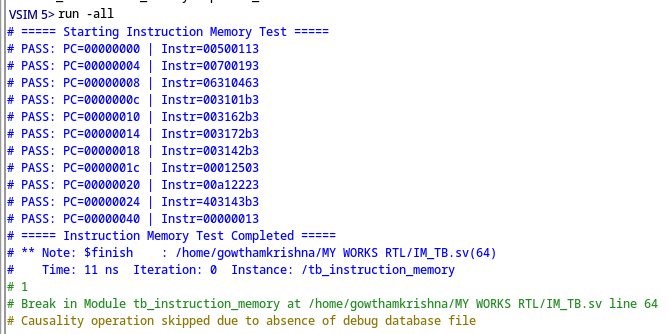 VSIM 5> run -all
# ===== Starting Instruction Memory Test =====
# PASS: PC=00000000 | Instr=00500113
# PASS: PC=00000004 | Instr=00700193
# PASS: PC=00000008 | Instr=06310463
# PASS: PC=0000000c | Instr=003101b3
# PASS: PC=00000010 | Instr=003162b3
# PASS: PC=00000014 | Instr=003172b3
# PASS: PC=00000018 | Instr=003142b3
# PASS: PC=0000001c | Instr=00012503
# PASS: PC=00000020 | Instr=00a12223
# PASS: PC=00000024 | Instr=403143b3
# PASS: PC=00000040 | Instr=00000013
# ===== Instruction Memory Test Completed =====
# ** Note: $finish    : /home/gowthamkrishna/MY WORKS RTL/IM_TB.sv(64)
#    Time: 11 ns  Iteration: 0  Instance: /tb_instruction_memory
# 1
# Break in Module tb_instruction_memory at /home/gowthamkrishna/MY WORKS RTL/IM_TB.sv line 64
# Causality operation skipped due to absence of debug database file